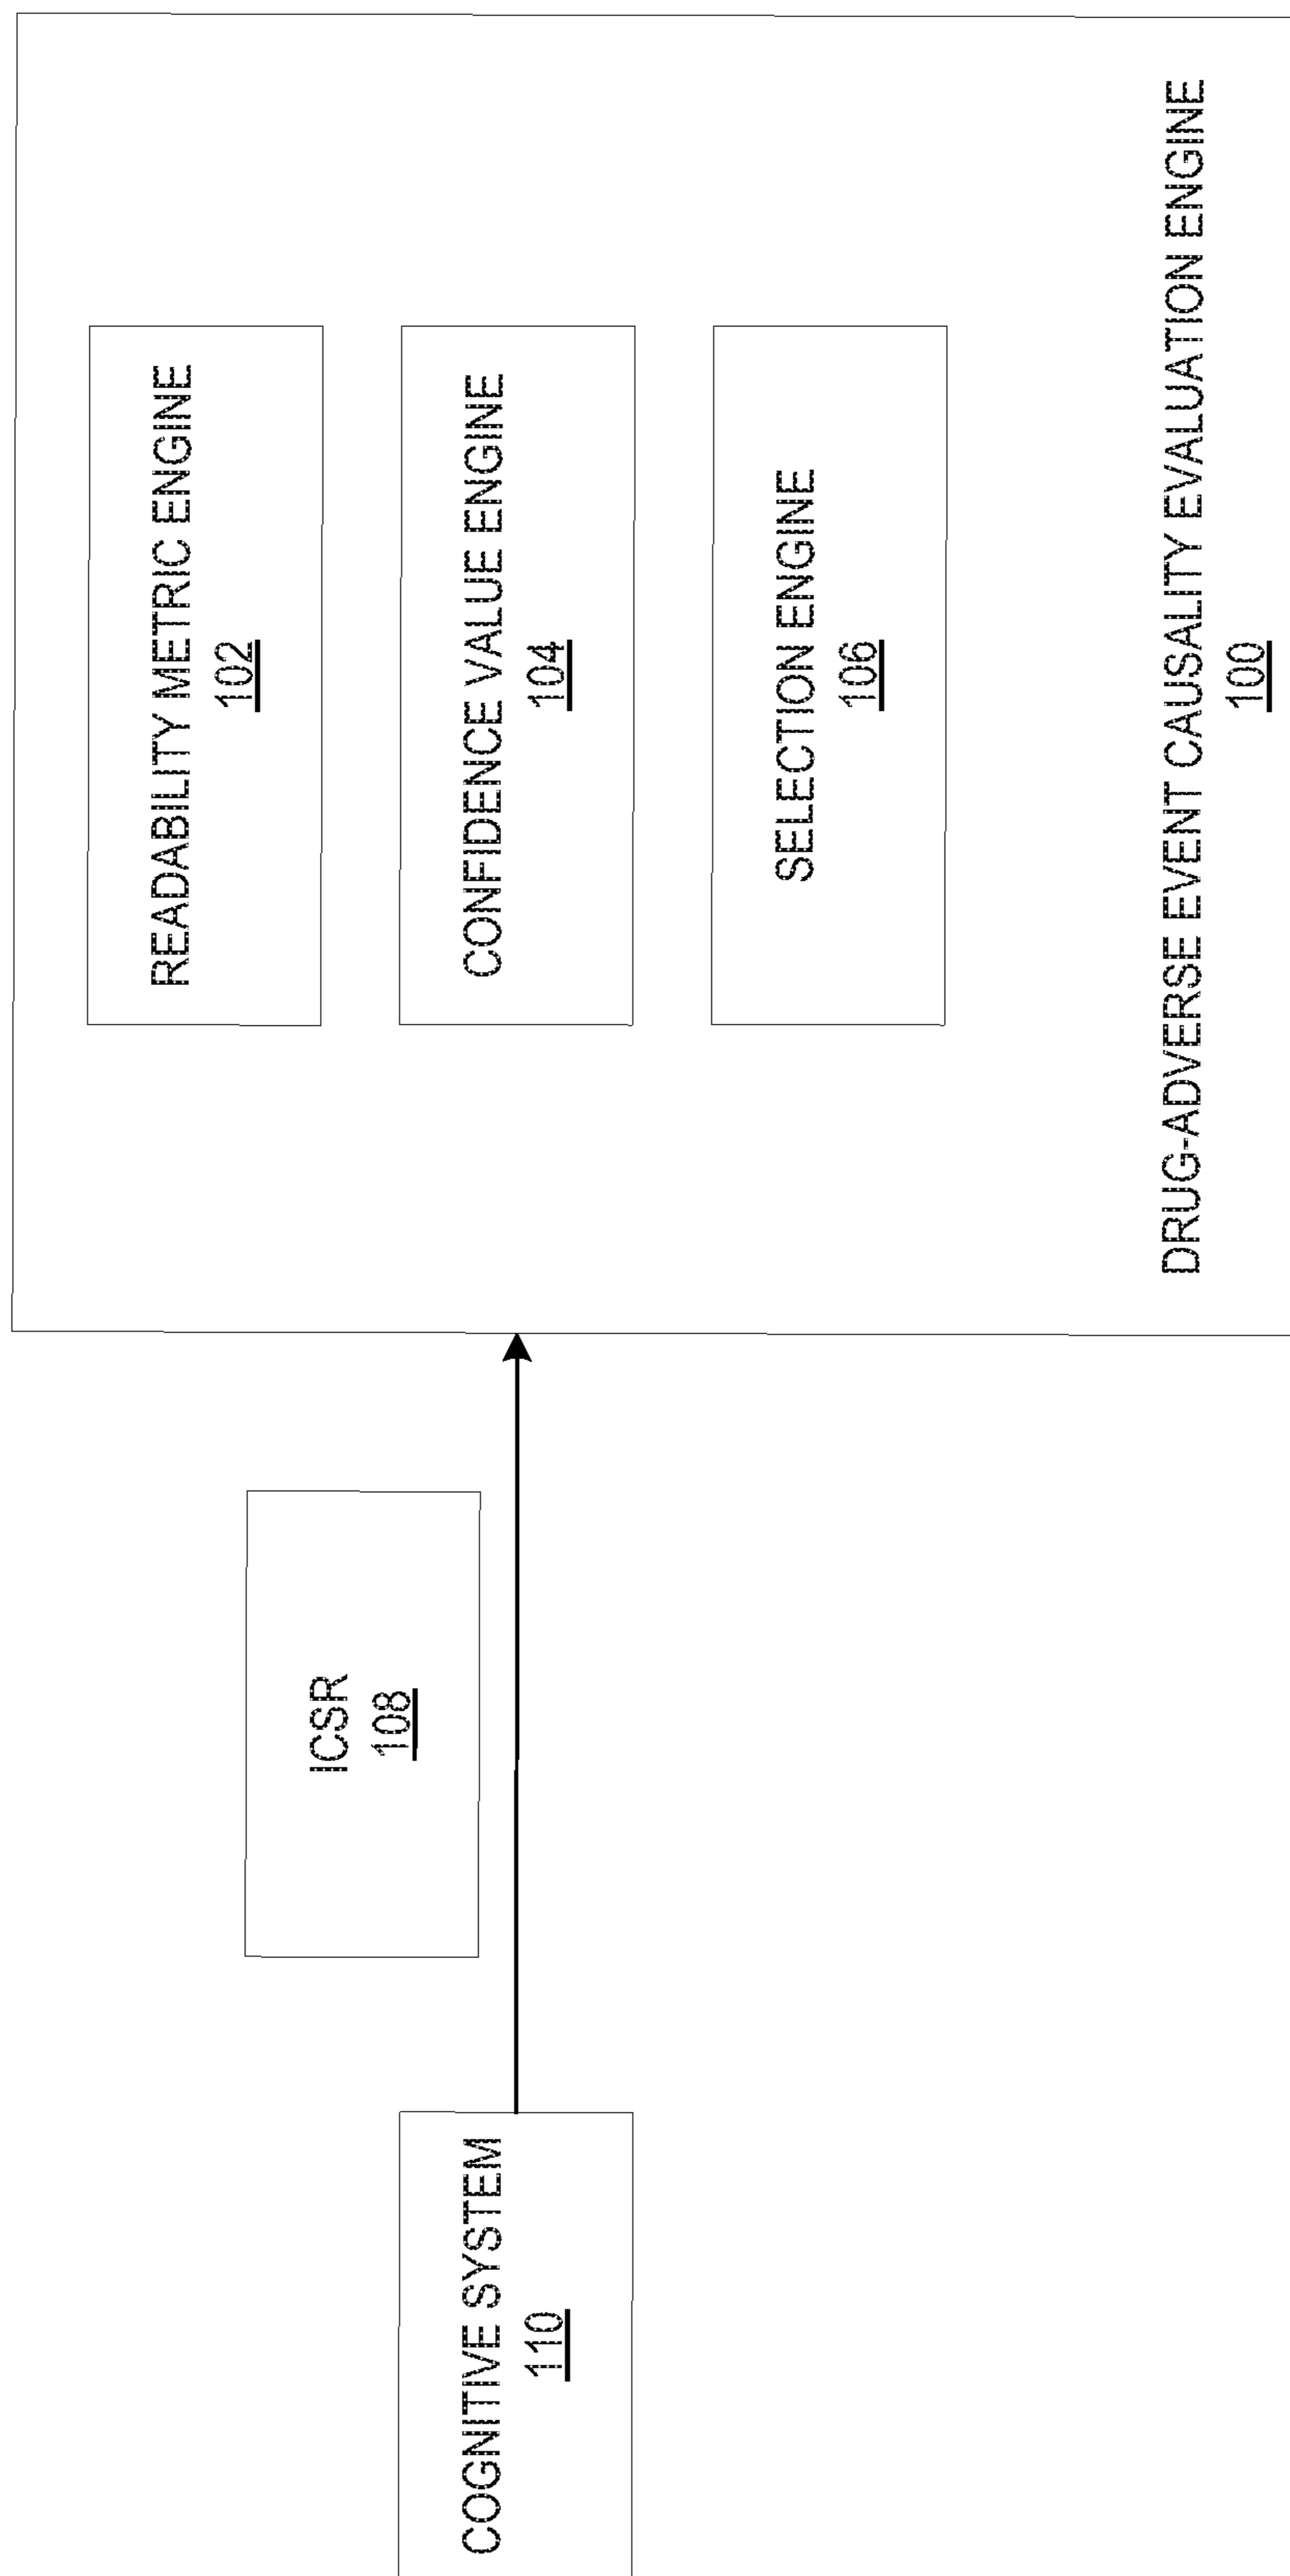 COGNITIVE SYSTEM
110
ICSR
108
READABILITY METRIC ENGINE
102
CONFIDENCE VALUE ENGINE
104
SELECTION ENGINE
106
DRUG-ADVERSE EVENT CAUSALITY EVALUATION ENGINE
100